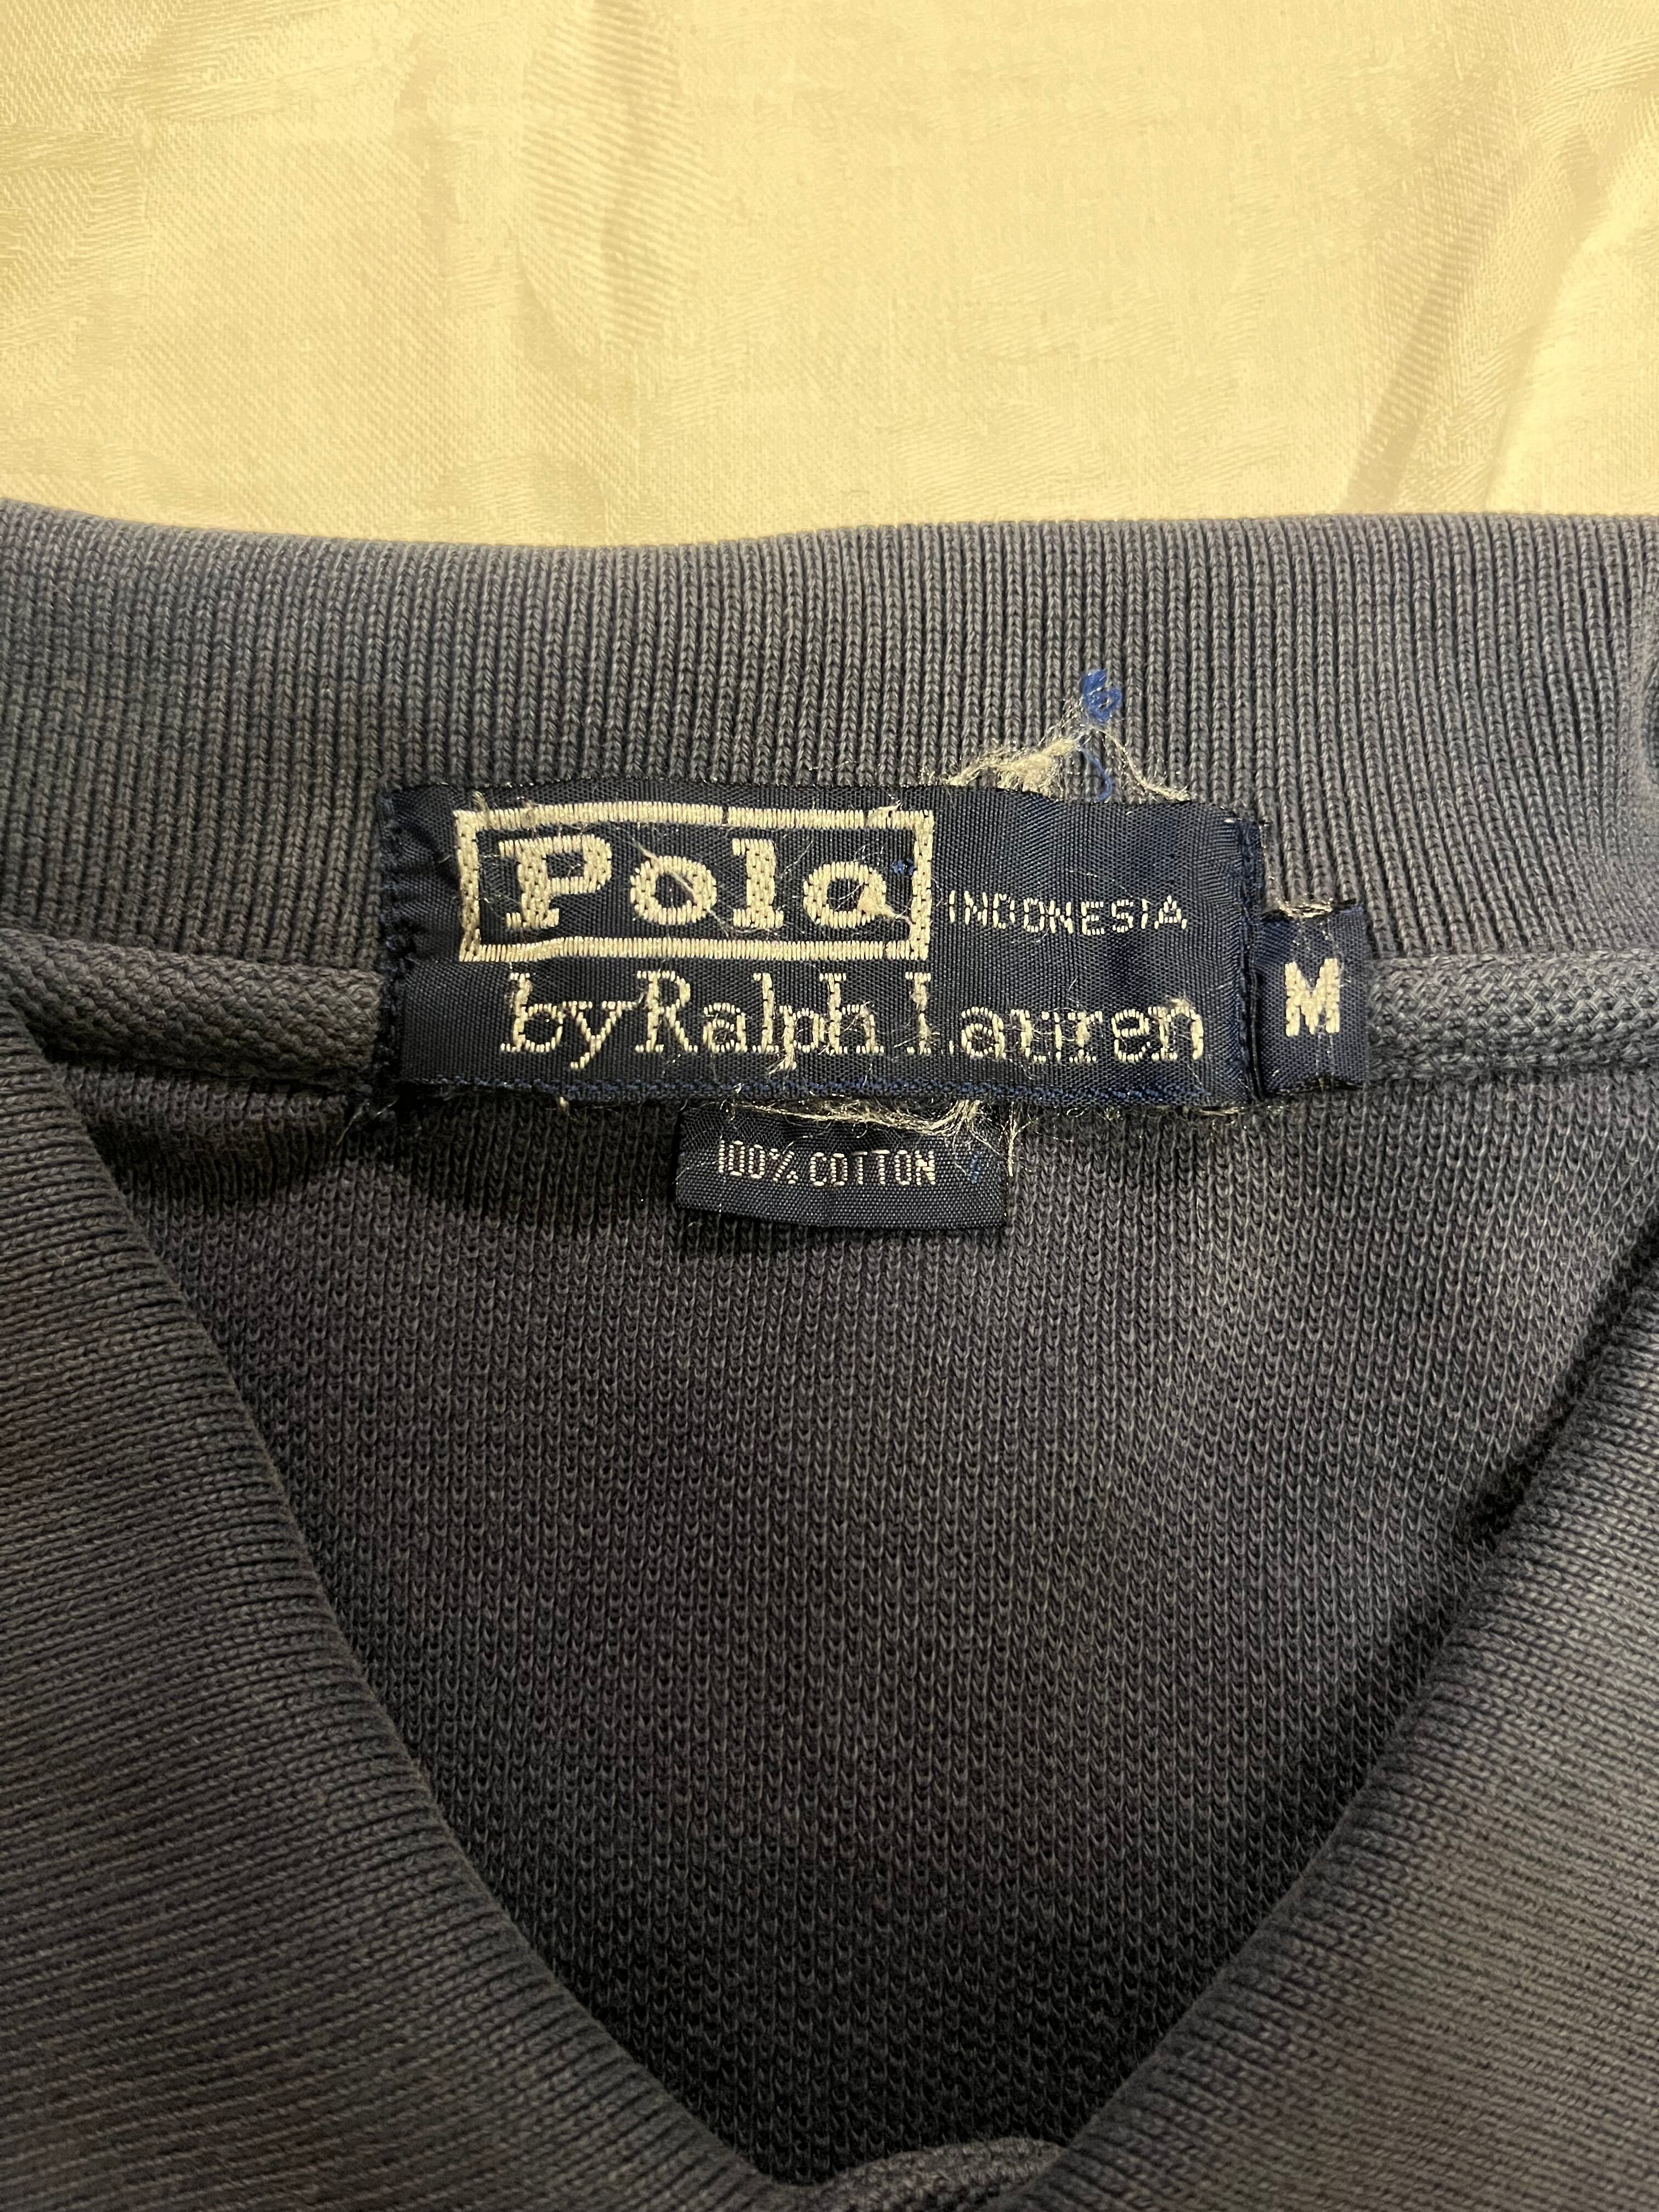 Polo INDONESIA
by Ralph Lauren
M
100% COTTON